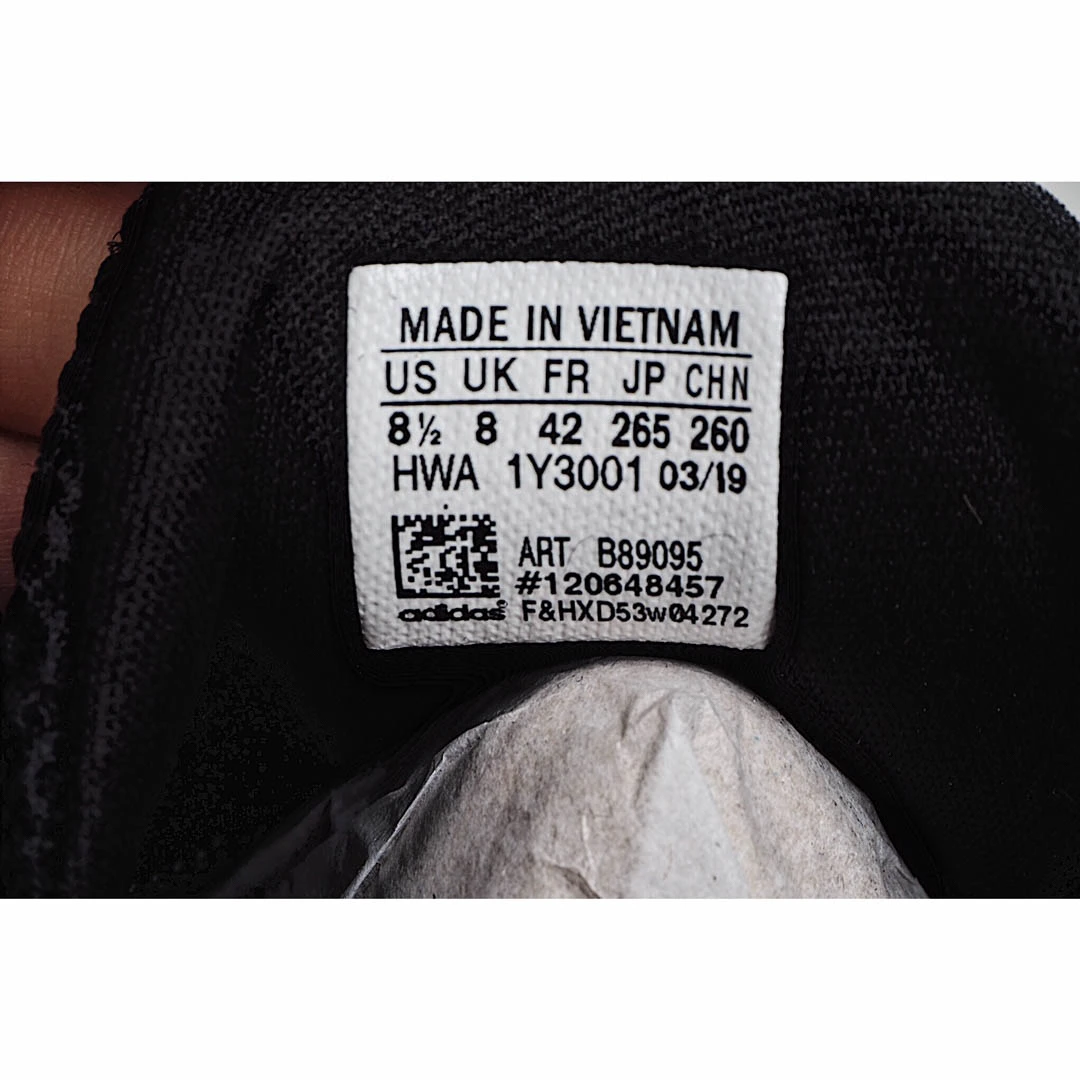 MADE IN VIETNAM
US UK FR JP CHN
8½ 8 42 265 260
HWA 1Y3001 03/19
ART B89095
#120648457
adidas® F&HXD53w04272